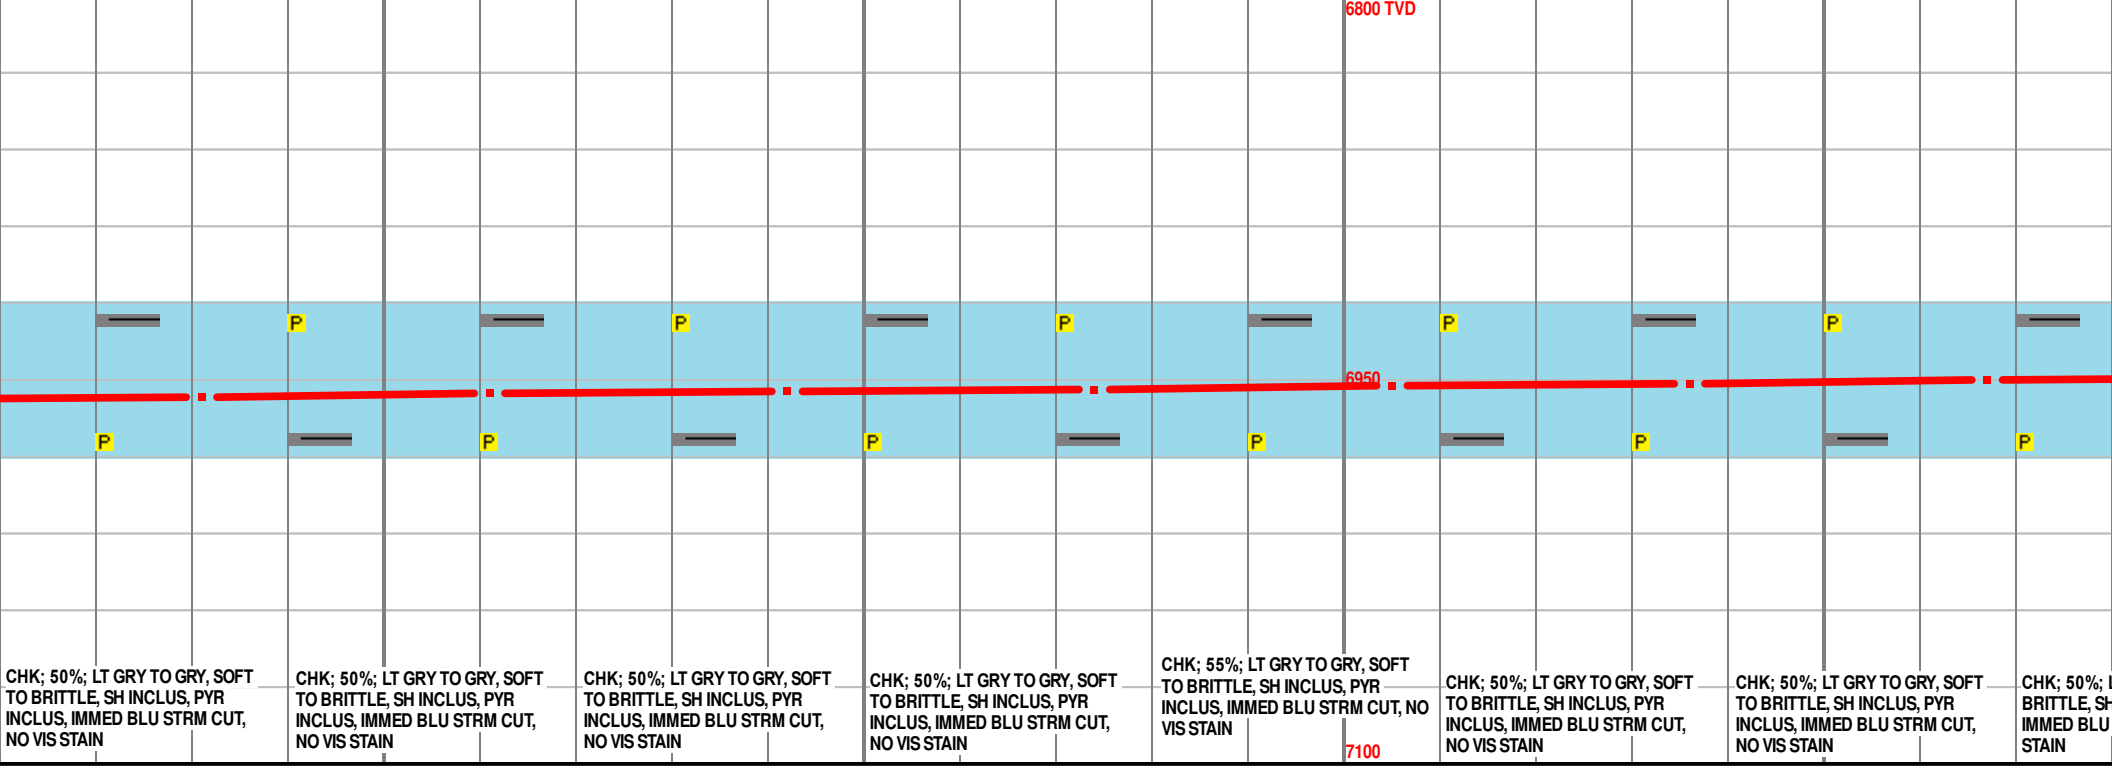 6800 TVD
P
P
P
P
P
6950
P
P
P
P
P
P
CHK; 50%; LT GRY TO GRY, SOFT
TO BRITTLE, SH INCLUS, PYR
INCLUS, IMMED BLU STRM CUT,
NO VIS STAIN
CHK; 50%; LT GRY TO GRY, SOFT
TO BRITTLE, SH INCLUS, PYR
INCLUS, IMMED BLU STRM CUT,
NO VIS STAIN
CHK; 50%; LT GRY TO GRY, SOFT
TO BRITTLE, SH INCLUS, PYR
INCLUS, IMMED BLU STRM CUT,
NO VIS STAIN
CHK; 50%; LT GRY TO GRY, SOFT
TO BRITTLE, SH INCLUS, PYR
INCLUS, IMMED BLU STRM CUT,
NO VIS STAIN
CHK; 55%; LT GRY TO GRY, SOFT
TO BRITTLE, SH INCLUS, PYR
INCLUS, IMMED BLU STRM CUT, NO
VIS STAIN
7100
CHK; 50%; LT GRY TO GRY, SOFT
TO BRITTLE, SH INCLUS, PYR
INCLUS, IMMED BLU STRM CUT,
NO VIS STAIN
CHK; 50%; LT GRY TO GRY, SOFT
TO BRITTLE, SH INCLUS, PYR
INCLUS, IMMED BLU STRM CUT,
NO VIS STAIN
CHK; 50%; L
BRITTLE, SH
IMMED BLU
STAIN